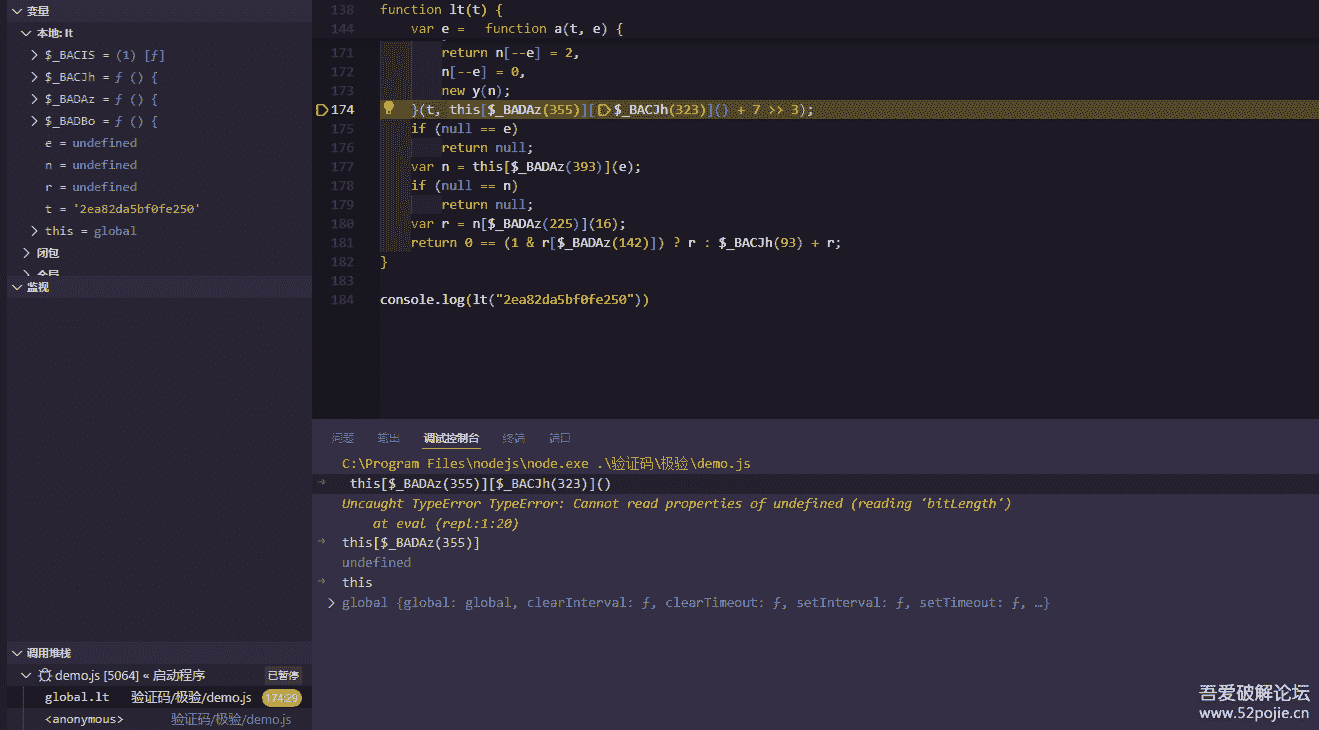 变量
本地: lt
$_BACIS = (1) [ƒ]
$_BACJh = ƒ () {
$_BADAz = ƒ () {
$_BADBo = ƒ () {
e = undefined
n = undefined
r = undefined
t = '2ea82da5bf0fe250'
this = global
闭包
全局
监视
调用堆栈
demo.js [5064] « 启动程序 已暂停
global.lt 验证码/极验/demo.js 174:29
<anonymous> 验证码/极验/demo.js
138 function lt(t) {
144 var e = function a(t, e) {
171 return n[--e] = 2,
172 n[--e] = 0,
173 new y(n);
174 }(t, this[$_BADAz(355)][$_BACJh(323)]() + 7 >> 3);
175 if (null == e)
176 return null;
177 var n = this[$_BADAz(393)](e);
178 if (null == n)
179 return null;
180 var r = n[$_BADAz(225)](16);
181 return 0 == (1 & r[$_BADAz(142)]) ? r : $_BACJh(93) + r;
182 }
183
184 console.log(lt("2ea82da5bf0fe250"))
问题 输出 调试控制台 终端 端口
C:\Program Files\nodejs\node.exe .\验证码\极验\demo.js
this[$_BADAz(355)][$_BACJh(323)]()
Uncaught TypeError TypeError: Cannot read properties of undefined (reading 'bitLength')
at eval (repl:1:20)
this[$_BADAz(355)]
undefined
this
global {global: global, clearInterval: ƒ, clearTimeout: ƒ, setInterval: ƒ, setTimeout: ƒ, …}
吾爱破解论坛
www.52pojie.cn